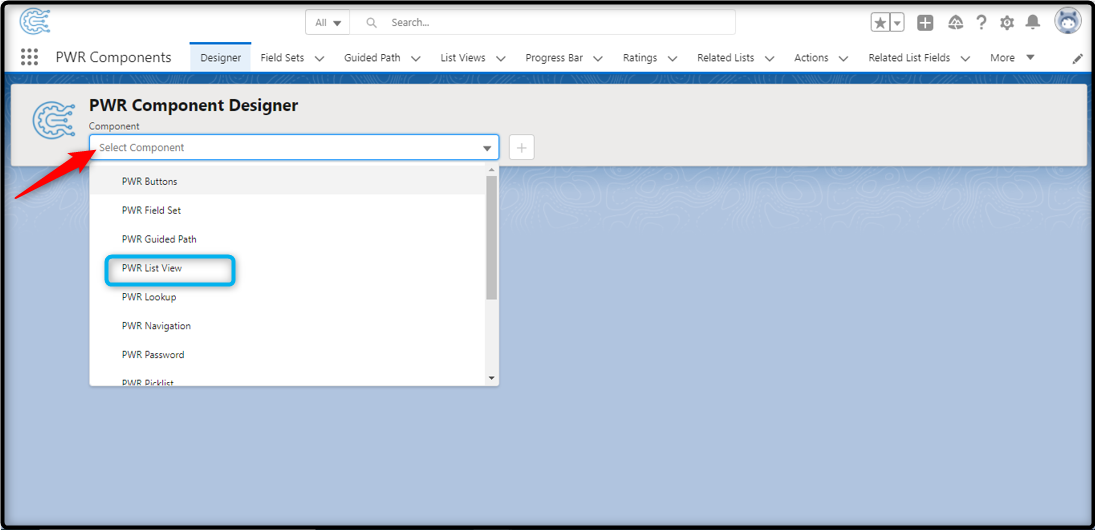 All Search...
PWR Components Designer Field Sets Guided Path List Views Progress Bar Ratings Related Lists Actions Related List Fields More
PWR Component Designer
Component
Select Component
PWR Buttons
PWR Field Set
PWR Guided Path
PWR List View
PWR Lookup
PWR Navigation
PWR Password
PWR Picklist